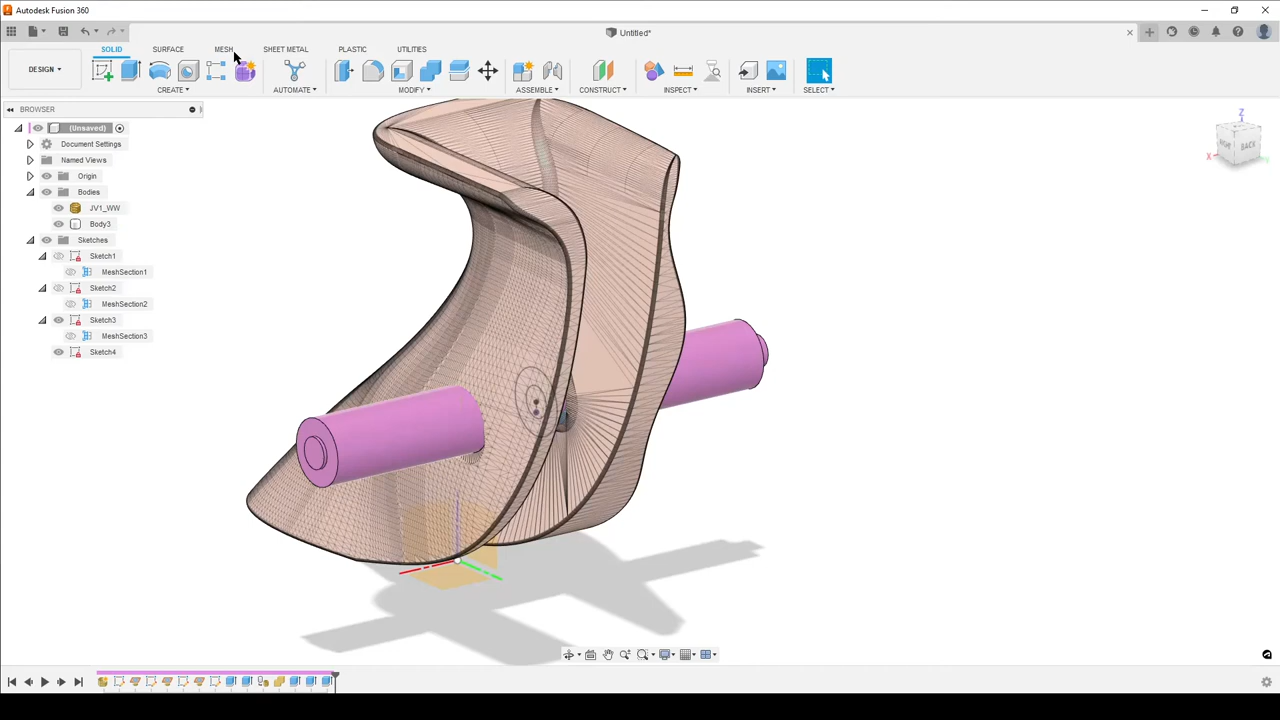 Autodesk Fusion 360
Untitled*
SOLID SURFACE MESH SHEET METAL PLASTIC UTILITIES
DESIGN
CREATE AUTOMATE MODIFY ASSEMBLE CONSTRUCT INSPECT INSERT SELECT
BROWSER
(Unsaved)
Document Settings
Named Views
Origin
Bodies
JV1_WW
Body3
Sketches
Sketch1
MeshSection1
Sketch2
MeshSection2
Sketch3
MeshSection3
Sketch4
Z
RIGHT BACK
X